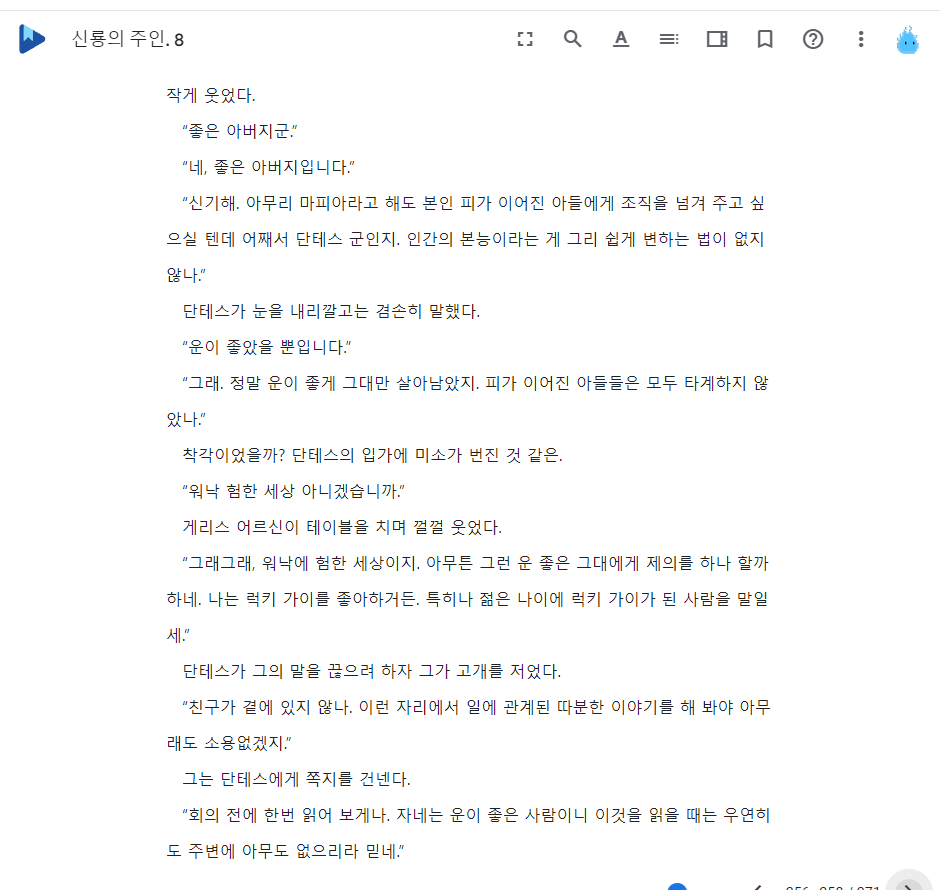 신룡의 주인. 8
작게 웃었다.
“좋은 아버지군.”
“네, 좋은 아버지입니다.”
“신기해. 아무리 마피아라고 해도 본인 피가 이어진 아들에게 조직을 넘겨 주고 싶
으실 텐데 어째서 단테스 군인지. 인간의 본능이라는 게 그리 쉽게 변하는 법이 없지
않나.”
단테스가 눈을 내리깔고는 겸손히 말했다.
“운이 좋았을 뿐입니다.”
“그래. 정말 운이 좋게 그대만 살아남았지. 피가 이어진 아들들은 모두 타계하지 않
았나.”
착각이었을까? 단테스의 입가에 미소가 번진 것 같은.
“워낙 험한 세상 아니겠습니까.”
게리스 어르신이 테이블을 치며 껄껄 웃었다.
“그래그래, 워낙에 험한 세상이지. 아무튼 그런 운 좋은 그대에게 제의를 하나 할까
하네. 나는 럭키 가이를 좋아하거든. 특히나 젊은 나이에 럭키 가이가 된 사람을 말일
세.”
단테스가 그의 말을 끊으려 하자 그가 고개를 저었다.
“친구가 곁에 있지 않나. 이런 자리에서 일에 관계된 따분한 이야기를 해 봐야 아무
래도 소용없겠지.”
그는 단테스에게 쪽지를 건넨다.
“회의 전에 한번 읽어 보게나. 자네는 운이 좋은 사람이니 이것을 읽을 때는 우연히
도 주변에 아무도 없으리라 믿네.”